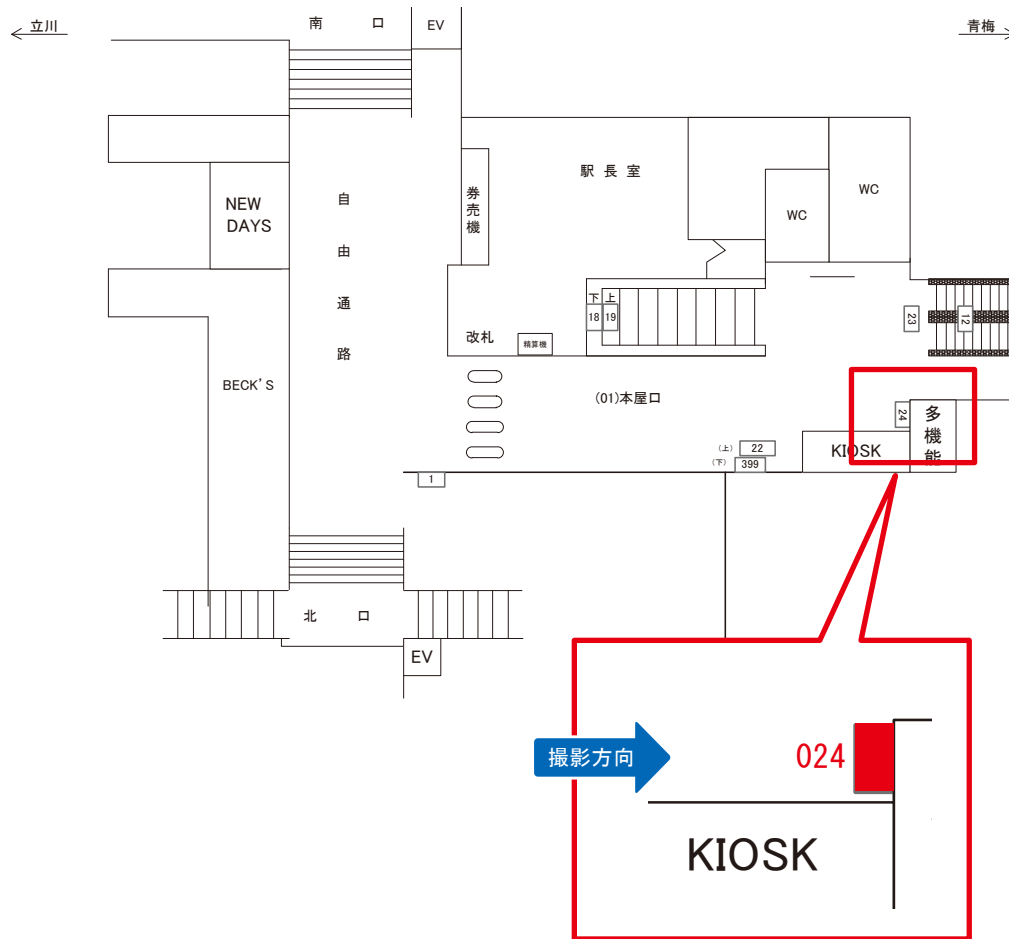 立川
南 口
EV
青梅
駅 長 室
WC
WC
券売機
NEW
DAYS
自由通路
下 上
18 19
23
12
改札
精算機
BECK'S
(01)本屋口
24
多機能
KIOSK
(上) 22
(下) 399
1
北 口
EV
撮影方向
024
KIOSK